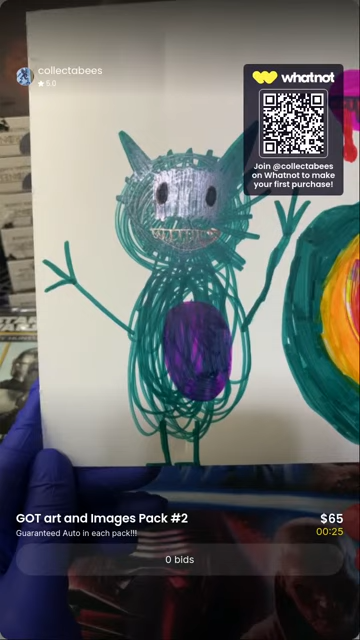 collectabees
★5.0
whatnot
Join @collectabees
on Whatnot to make
your first purchase!
GOT art and Images Pack #2
$65
Guaranteed Auto in each pack!!!
00:25
0 bids